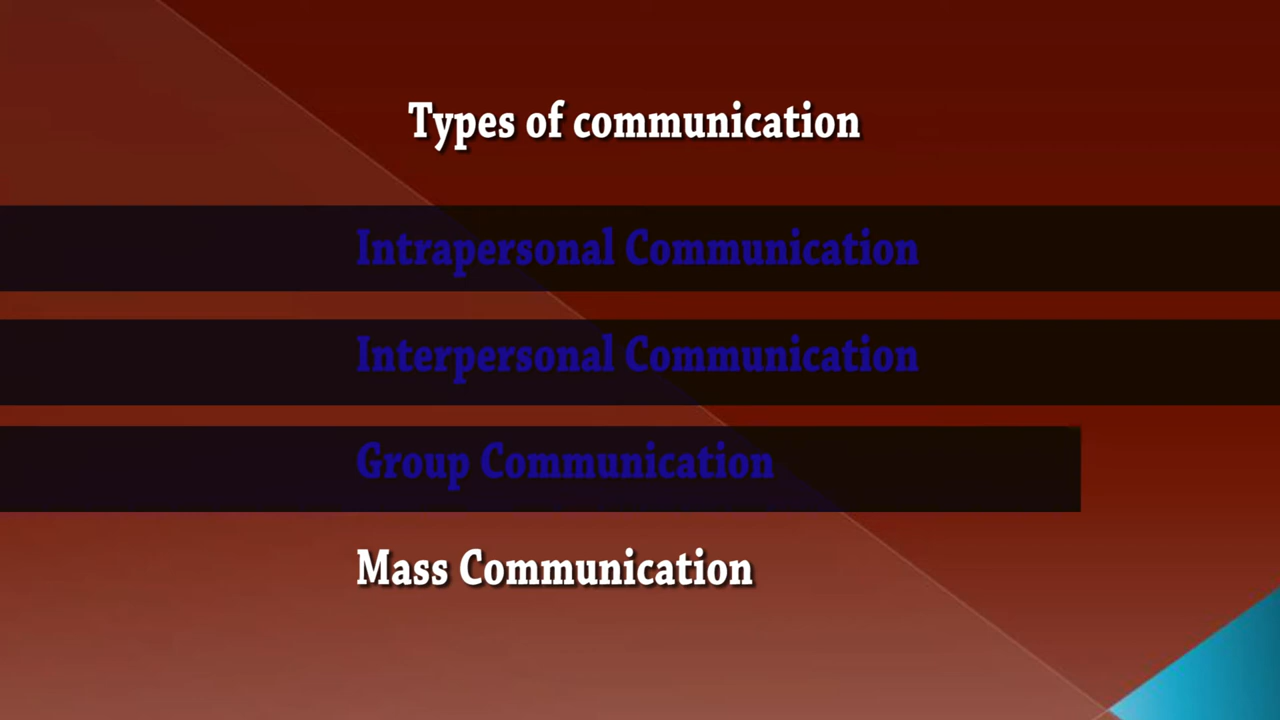 Types of communication
Intrapersonal Communication
Interpersonal Communication
Group Communication
Mass Communication